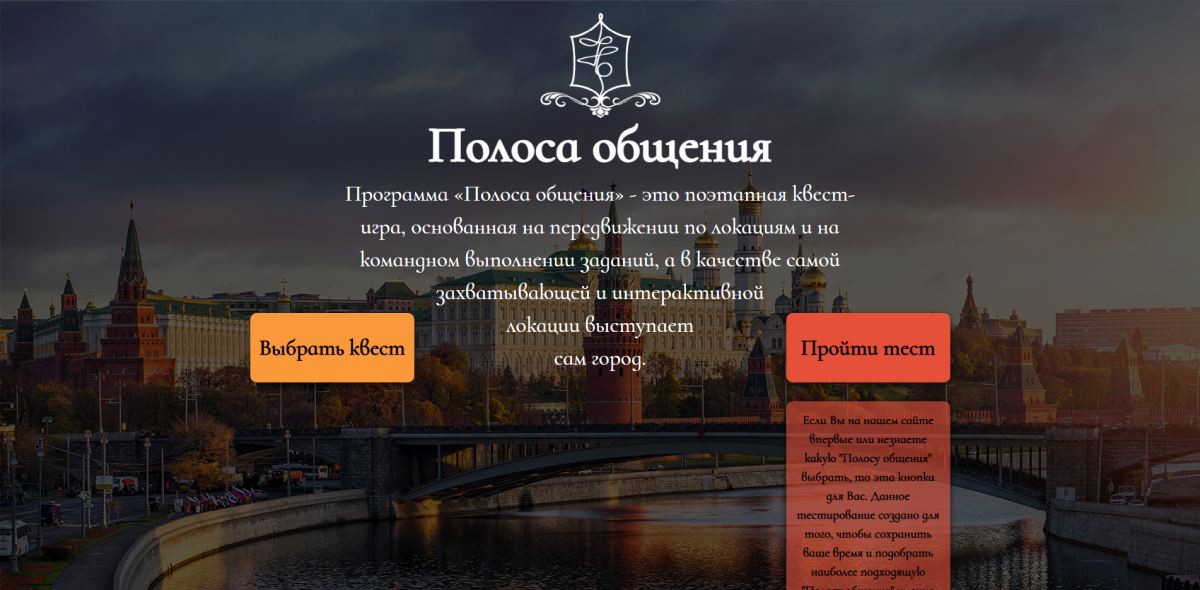 Полоса общения
Программа «Полоса общения» - это поэтапная квест-
игра, основанная на передвижении по локациям и на
командном выполнении заданий, а в качестве самой
захватывающей и интерактивной
локации выступает
сам город.
Выбрать квест
Пройти тест
Если Вы на нашем сайте
впервые или незнаете
какую "Полосу общения"
выбрать, то эта кнопка
для Вас. Данное
тестирование создано для
того, чтобы сохранить
ваше время и подобрать
наиболее подходящую